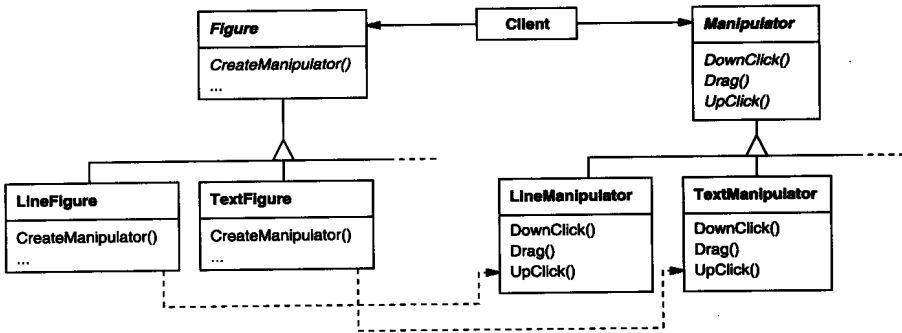 Figure
CreateManipulator()
...
Client
Manipulator
DownClick()
Drag()
UpClick()
LineFigure
CreateManipulator()
...
TextFigure
CreateManipulator()
...
LineManipulator
DownClick()
Drag()
UpClick()
TextManipulator
DownClick()
Drag()
UpClick()